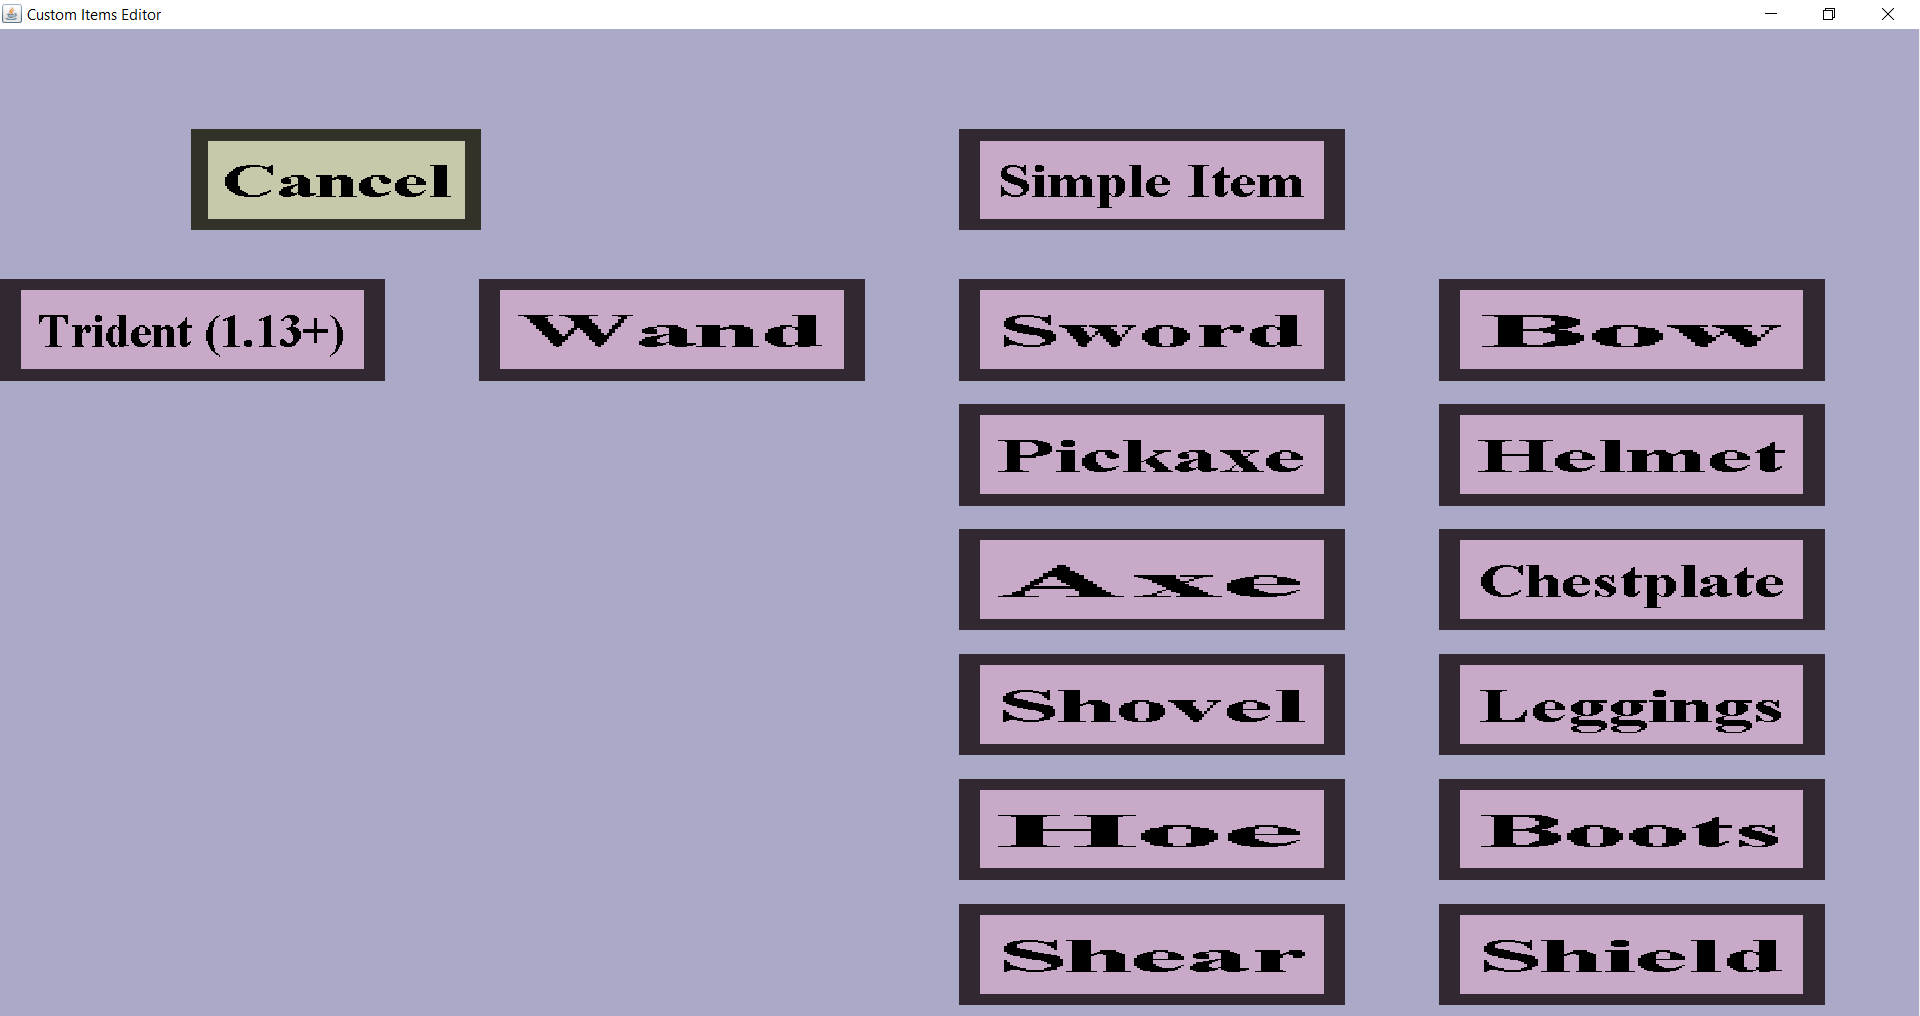 Custom Items Editor
Cancel
Simple Item
Trident (1.13+)
Wand
Sword
Bow
Pickaxe
Helmet
Axe
Chestplate
Shovel
Leggings
Hoe
Boots
Shear
Shield